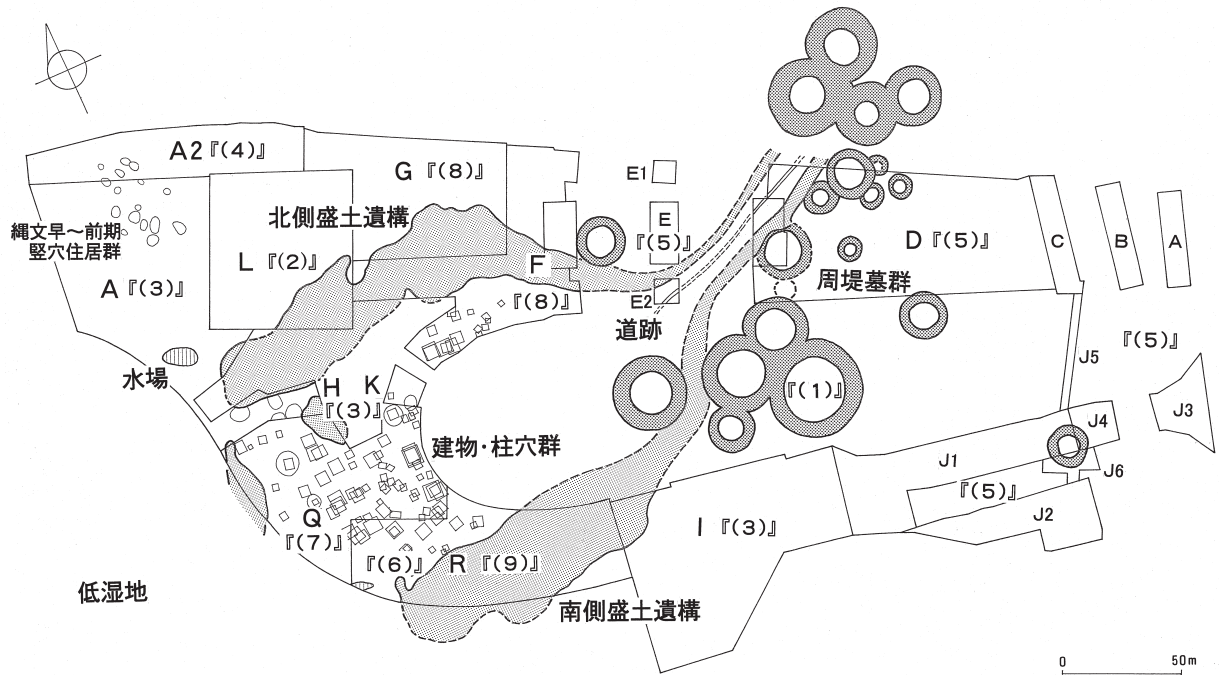 A2『(4)』
G『(8)』
E1
北側盛土遺構
E
『(5)』
縄文早～前期
竪穴住居群
L『(2)』
F
D『(5)』
C
B
A
A『(3)』
『(8)』
E2
周堤墓群
道跡
『(5)』
J5
水場
H
K
『(3)』
『(1)』
J3
J4
建物・柱穴群
J1
J6
『(5)』
Q
『(7)』
J2
I『(3)』
『(6)』
R『(9)』
低湿地
南側盛土遺構
0
50m